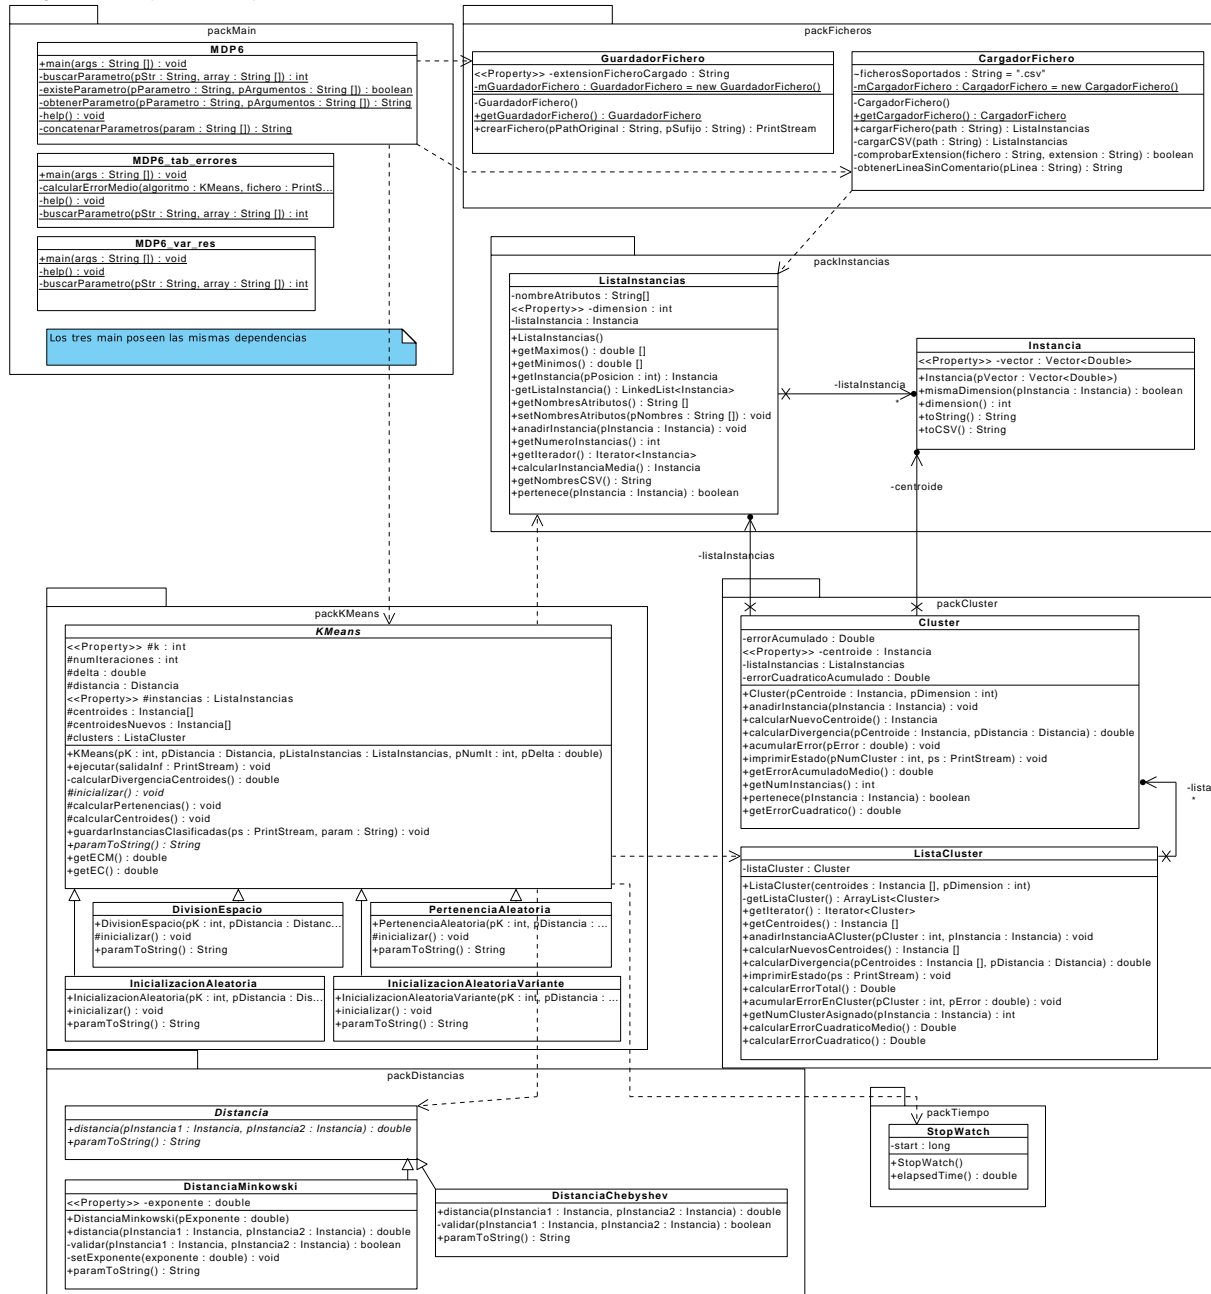 packMain
MDP6
+main(args : String []) : void
-buscarParametro(pStr : String, array : String []) : int
-existeParametro(pParametro : String, pArgumentos : String []) : boolean
-obtenerParametro(pParametro : String, pArgumentos : String []) : String
-help() : void
-concatenarParametros(param : String []) : String
MDP6_tab_errores
+main(args : String []) : void
-calcularErrorMedio(algoritmo : KMeans, fichero : PrintS...
-help() : void
-buscarParametro(pStr : String, array : String []) : int
MDP6_var_res
+main(args : String []) : void
-help() : void
-buscarParametro(pStr : String, array : String []) : int
Los tres main poseen las mismas dependencias
packFicheros
GuardadorFichero
<<Property>> -extensionFicheroCargado : String
-mGuardadorFichero : GuardadorFichero = new GuardadorFichero()
-GuardadorFichero()
+getGuardadorFichero() : GuardadorFichero
+crearFichero(pPathOriginal : String, pSufijo : String) : PrintStream
CargadorFichero
~ficherosSoportados : String = ".csv"
-mCargadorFichero : CargadorFichero = new CargadorFichero()
-CargadorFichero()
+getCargadorFichero() : CargadorFichero
+cargarFichero(path : String) : ListaInstancias
-cargarCSV(path : String) : ListaInstancias
-comprobarExtension(fichero : String, extension : String) : boolean
-obtenerLineaSinComentario(pLinea : String) : String
packInstancias
ListaInstancias
-nombreAtributos : String[]
<<Property>> -dimension : int
-listaInstancia : Instancia
+ListaInstancias()
+getMaximos() : double []
+getMinimos() : double []
+getInstancia(pPosicion : int) : Instancia
-getListaInstancia() : LinkedList<Instancia>
+getNombresAtributos() : String []
+setNombresAtributos(pNombres : String []) : void
+anadirInstancia(pInstancia : Instancia) : void
+getNumeroInstancias() : int
+getIterador() : Iterator<Instancia>
+calcularInstanciaMedia() : Instancia
+getNombresCSV() : String
+pertenece(pInstancia : Instancia) : boolean
-listaInstancia
*
Instancia
<<Property>> -vector : Vector<Double>
+Instancia(pVector : Vector<Double>)
+mismaDimension(pInstancia : Instancia) : boolean
+dimension() : int
+toString() : String
+toCSV() : String
-centroide
-listaInstancias
packKMeans
KMeans
<<Property>> #k : int
#numIteraciones : int
#delta : double
#distancia : Distancia
<<Property>> #instancias : ListaInstancias
#centroides : Instancia[]
#centroidesNuevos : Instancia[]
#clusters : ListaCluster
+KMeans(pK : int, pDistancia : Distancia, pListaInstancias : ListaInstancias, pNumIt : int, pDelta : double)
+ejecutar(salidaInf : PrintStream) : void
-calcularDivergenciaCentroides() : double
#inicializar() : void
#calcularPertenencias() : void
#calcularCentroides() : void
+guardarInstanciasClasificadas(ps : PrintStream, param : String) : void
+paramToString() : String
+getECM() : double
+getEC() : double
DivisionEspacio
+DivisionEspacio(pK : int, pDistancia : Distanc...
#inicializar() : void
+paramToString() : String
PertenenciaAleatoria
+PertenenciaAleatoria(pK : int, pDistancia : ...
#inicializar() : void
+paramToString() : String
InicializacionAleatoria
+InicializacionAleatoria(pK : int, pDistancia : Dis...
+inicializar() : void
+paramToString() : String
InicializacionAleatoriaVariante
+InicializacionAleatoriaVariante(pK : int, pDistancia : ...
+inicializar() : void
+paramToString() : String
packCluster
Cluster
-errorAcumulado : Double
<<Property>> -centroide : Instancia
-listaInstancias : ListaInstancias
-errorCuadraticoAcumulado : Double
+Cluster(pCentroide : Instancia, pDimension : int)
+anadirInstancia(pInstancia : Instancia) : void
+calcularNuevoCentroide() : Instancia
+calcularDivergencia(pCentroide : Instancia, pDistancia : Distancia) : double
+acumularError(pError : double) : void
+imprimirEstado(pNumCluster : int, ps : PrintStream) : void
+getErrorAcumuladoMedio() : double
+getNumInstancias() : int
+pertenece(pInstancia : Instancia) : boolean
+getErrorCuadratico() : double
-lista
*
ListaCluster
-listaCluster : Cluster
+ListaCluster(centroides : Instancia [], pDimension : int)
-getListaCluster() : ArrayList<Cluster>
+getIterator() : Iterator<Cluster>
+getCentroides() : Instancia []
+anadirInstanciaACluster(pCluster : int, pInstancia : Instancia) : void
+calcularNuevosCentroides() : Instancia []
+calcularDivergencia(pCentroides : Instancia [], pDistancia : Distancia) : double
+imprimirEstado(ps : PrintStream) : void
+calcularErrorTotal() : Double
+acumularErrorEnCluster(pCluster : int, pError : double) : void
+getNumClusterAsignado(pInstancia : Instancia) : int
+calcularErrorCuadraticoMedio() : Double
+calcularErrorCuadratico() : Double
packDistancias
Distancia
+distancia(pInstancia1 : Instancia, pInstancia2 : Instancia) : double
+paramToString() : String
DistanciaMinkowski
<<Property>> -exponente : double
+DistanciaMinkowski(pExponente : double)
+distancia(pInstancia1 : Instancia, pInstancia2 : Instancia) : double
-validar(pInstancia1 : Instancia, pInstancia2 : Instancia) : boolean
-setExponente(exponente : double) : void
+paramToString() : String
DistanciaChebyshev
+distancia(pInstancia1 : Instancia, pInstancia2 : Instancia) : double
-validar(pInstancia1 : Instancia, pInstancia2 : Instancia) : boolean
+paramToString() : String
packTiempo
StopWatch
-start : long
+StopWatch()
+elapsedTime() : double